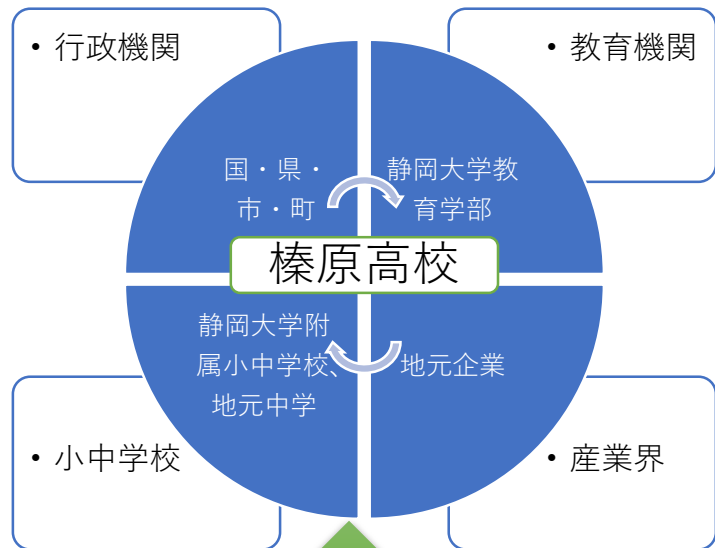 • 行政機関
• 教育機関
国・県・
市・町
静岡大学教
育学部
榛原高校
静岡大学附
属小中学校、
地元中学
地元企業
• 小中学校
• 産業界